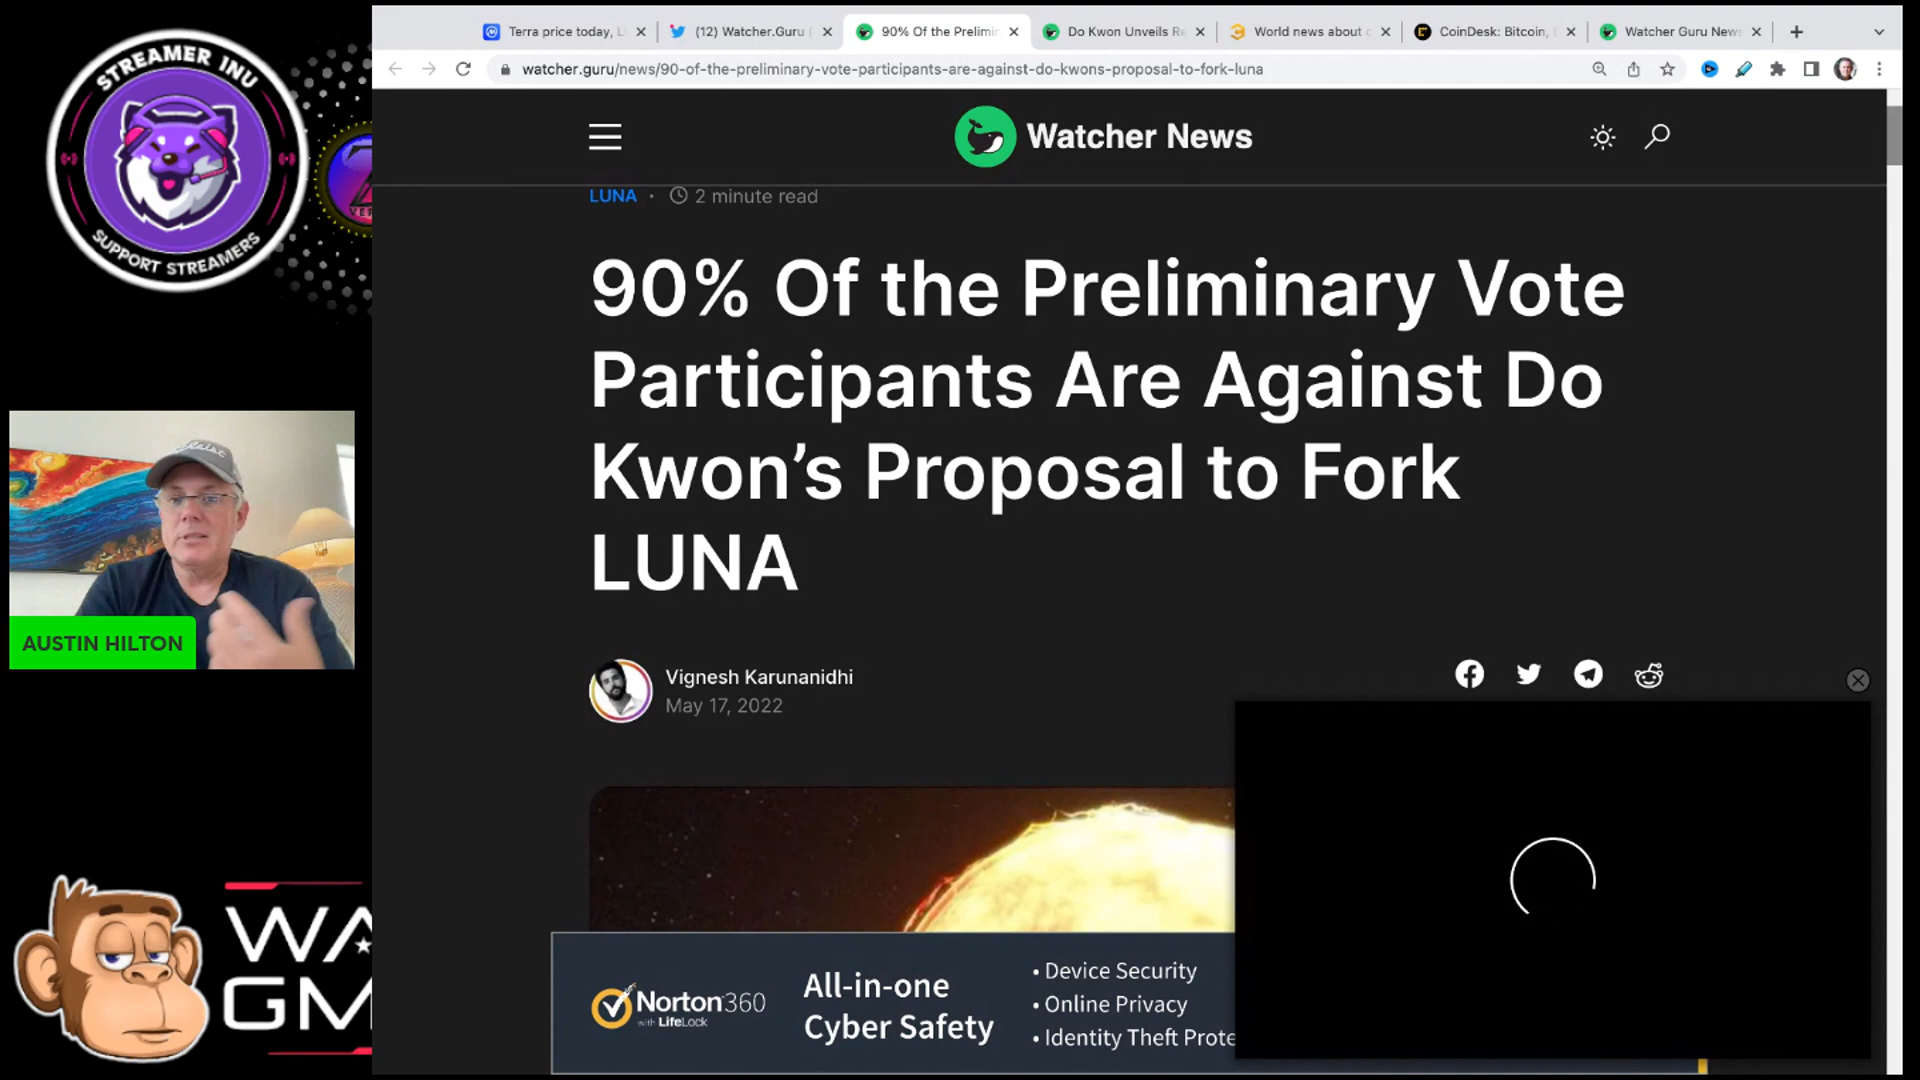 STREAMER INU
SUPPORT STREAMERS
AUSTIN HILTON
WA
GM
Terra price today, L
(12) Watcher.Guru (
90% Of the Prelimin
Do Kwon Unveils Re
World news about c
CoinDesk: Bitcoin, E
Watcher Guru News
watcher.guru/news/90-of-the-preliminary-vote-participants-are-against-do-kwons-proposal-to-fork-luna
Watcher News
LUNA · 2 minute read
90% Of the Preliminary Vote
Participants Are Against Do
Kwon’s Proposal to Fork
LUNA
Vignesh Karunanidhi
May 17, 2022
Norton360
with LifeLock
All-in-one
Cyber Safety
• Device Security
• Online Privacy
• Identity Theft Prote